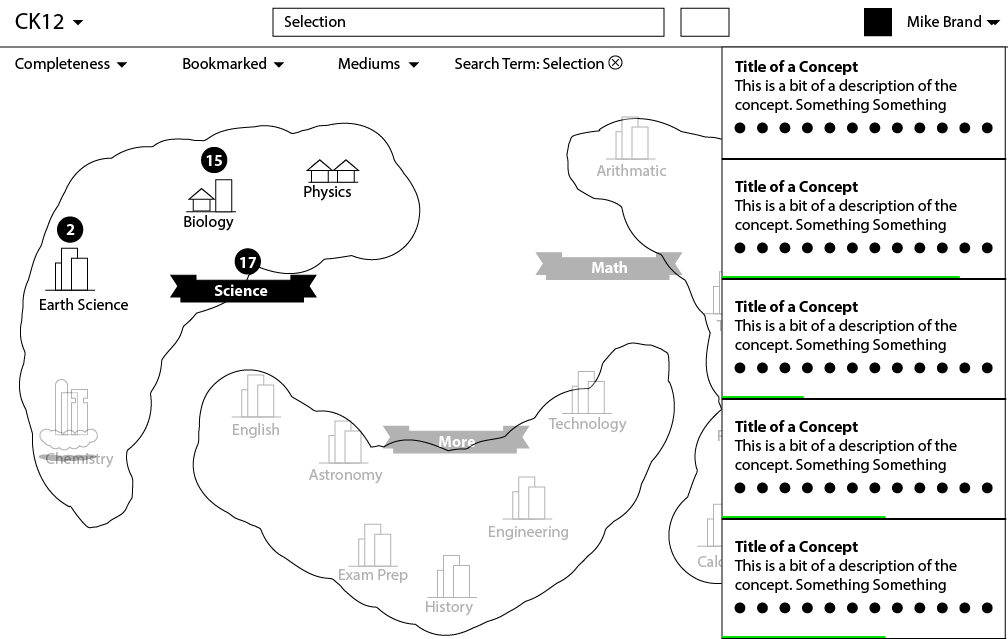 CK12
Selection
Mike Brand
Completeness
Bookmarked
Mediums
Search Term: Selection
15
Biology
Physics
2
Earth Science
17
Science
Chemistry
Arithmatic
Math
English
Astronomy
More
Technology
Engineering
Exam Prep
History
Title of a Concept
This is a bit of a description of the
concept. Something Something
Title of a Concept
This is a bit of a description of the
concept. Something Something
Title of a Concept
This is a bit of a description of the
concept. Something Something
Title of a Concept
This is a bit of a description of the
concept. Something Something
Title of a Concept
This is a bit of a description of the
concept. Something Something